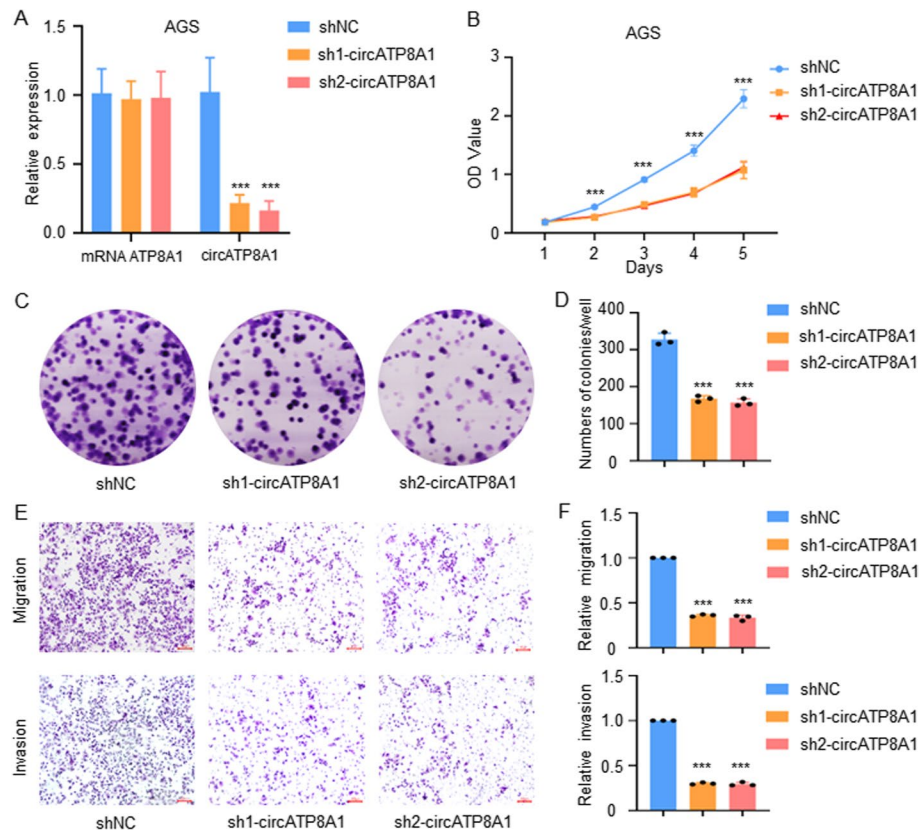 A
AGS
shNC
sh1-circATP8A1
sh2-circATP8A1
Relative expression
1.5
1.0
0.5
0.0
***
***
mRNA ATP8A1
circATP8A1
B
AGS
shNC
sh1-circATP8A1
sh2-circATP8A1
OD Value
3
2
1
0
***
***
***
***
1 2 3 4 5
Days
C
shNC
sh1-circATP8A1
sh2-circATP8A1
D
shNC
sh1-circATP8A1
sh2-circATP8A1
Numbers of colonies/well
400
300
200
100
0
***
***
E
Migration
Invasion
shNC
sh1-circATP8A1
sh2-circATP8A1
F
shNC
sh1-circATP8A1
sh2-circATP8A1
Relative migration
1.5
1.0
0.5
0
***
***
shNC
sh1-circATP8A1
sh2-circATP8A1
Relative invasion
1.5
1.0
0.5
0
***
***